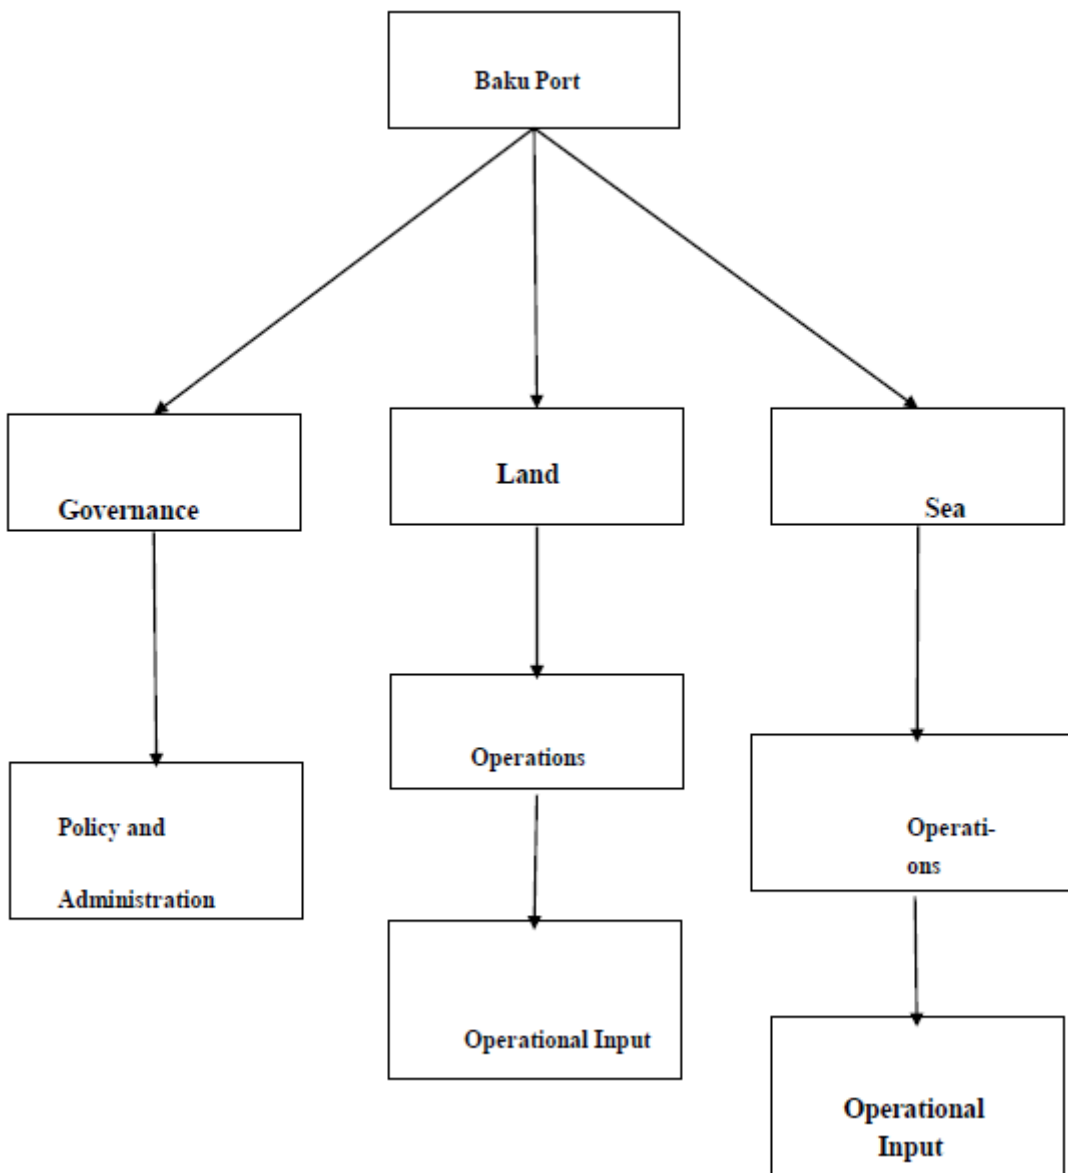 Baku Port
Governance
Land
Sea
Operations
Policy and
Administration
Operati-
ons
Operational Input
Operational
Input